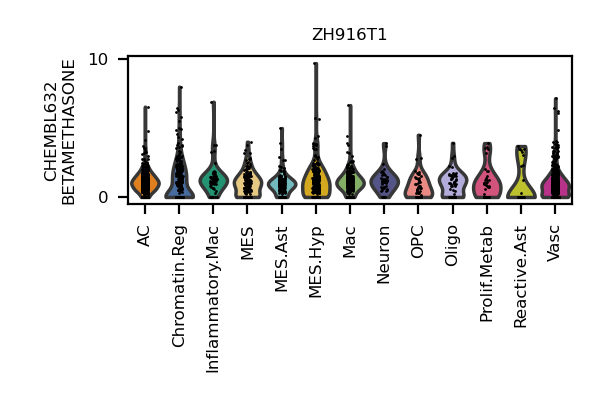 ZH916T1
CHEMBL632
BETAMETHASONE
10
0
AC
Chromatin.Reg
Inflammatory.Mac
MES
MES.Ast
MES.Hyp
Mac
Neuron
OPC
Oligo
Prolif.Metab
Reactive.Ast
Vasc